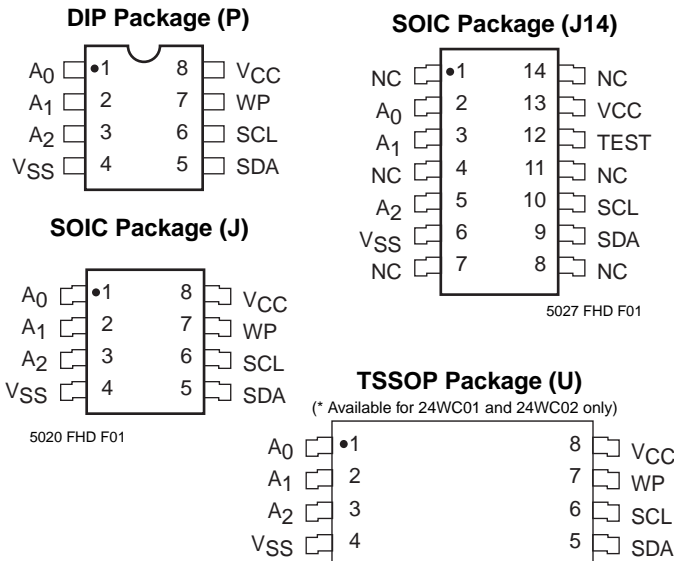 DIP Package (P)
A0 1 8 VCC
A1 2 7 WP
A2 3 6 SCL
VSS 4 5 SDA
SOIC Package (J)
A0 1 8 VCC
A1 2 7 WP
A2 3 6 SCL
VSS 4 5 SDA
5020 FHD F01
SOIC Package (J14)
NC 1 14 NC
A0 2 13 VCC
A1 3 12 TEST
NC 4 11 NC
A2 5 10 SCL
VSS 6 9 SDA
NC 7 8 NC
5027 FHD F01
TSSOP Package (U)
(* Available for 24WC01 and 24WC02 only)
A0 1 8 VCC
A1 2 7 WP
A2 3 6 SCL
VSS 4 5 SDA